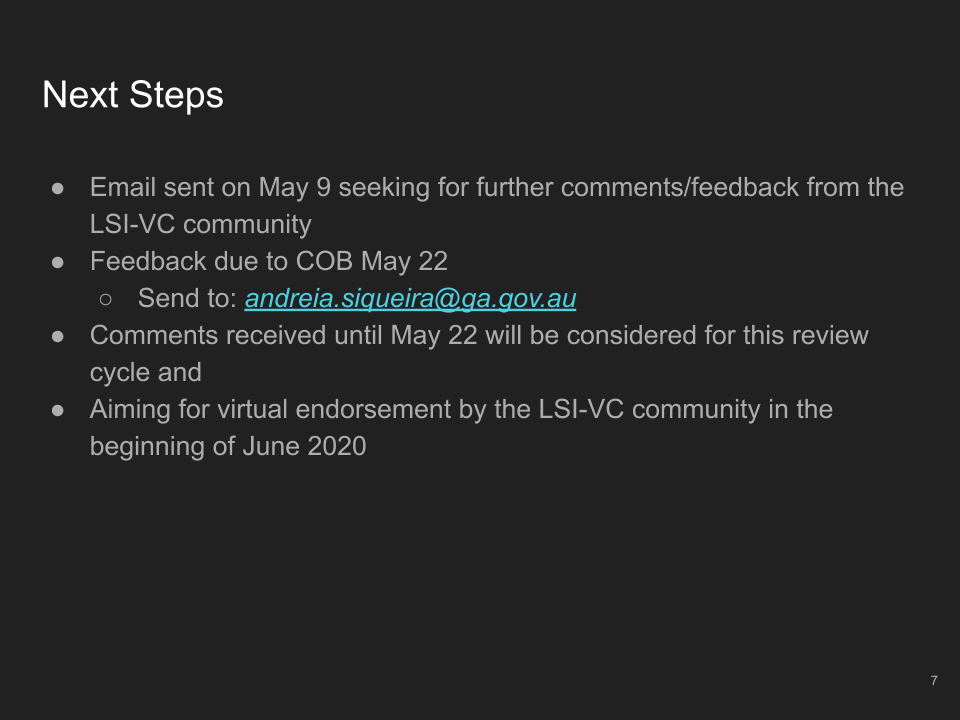 Next Steps
● Email sent on May 9 seeking for further comments/feedback from the
LSI-VC community
● Feedback due to COB May 22
○ Send to: andreia.siqueira@ga.gov.au
● Comments received until May 22 will be considered for this review
cycle and
● Aiming for virtual endorsement by the LSI-VC community in the
beginning of June 2020
7